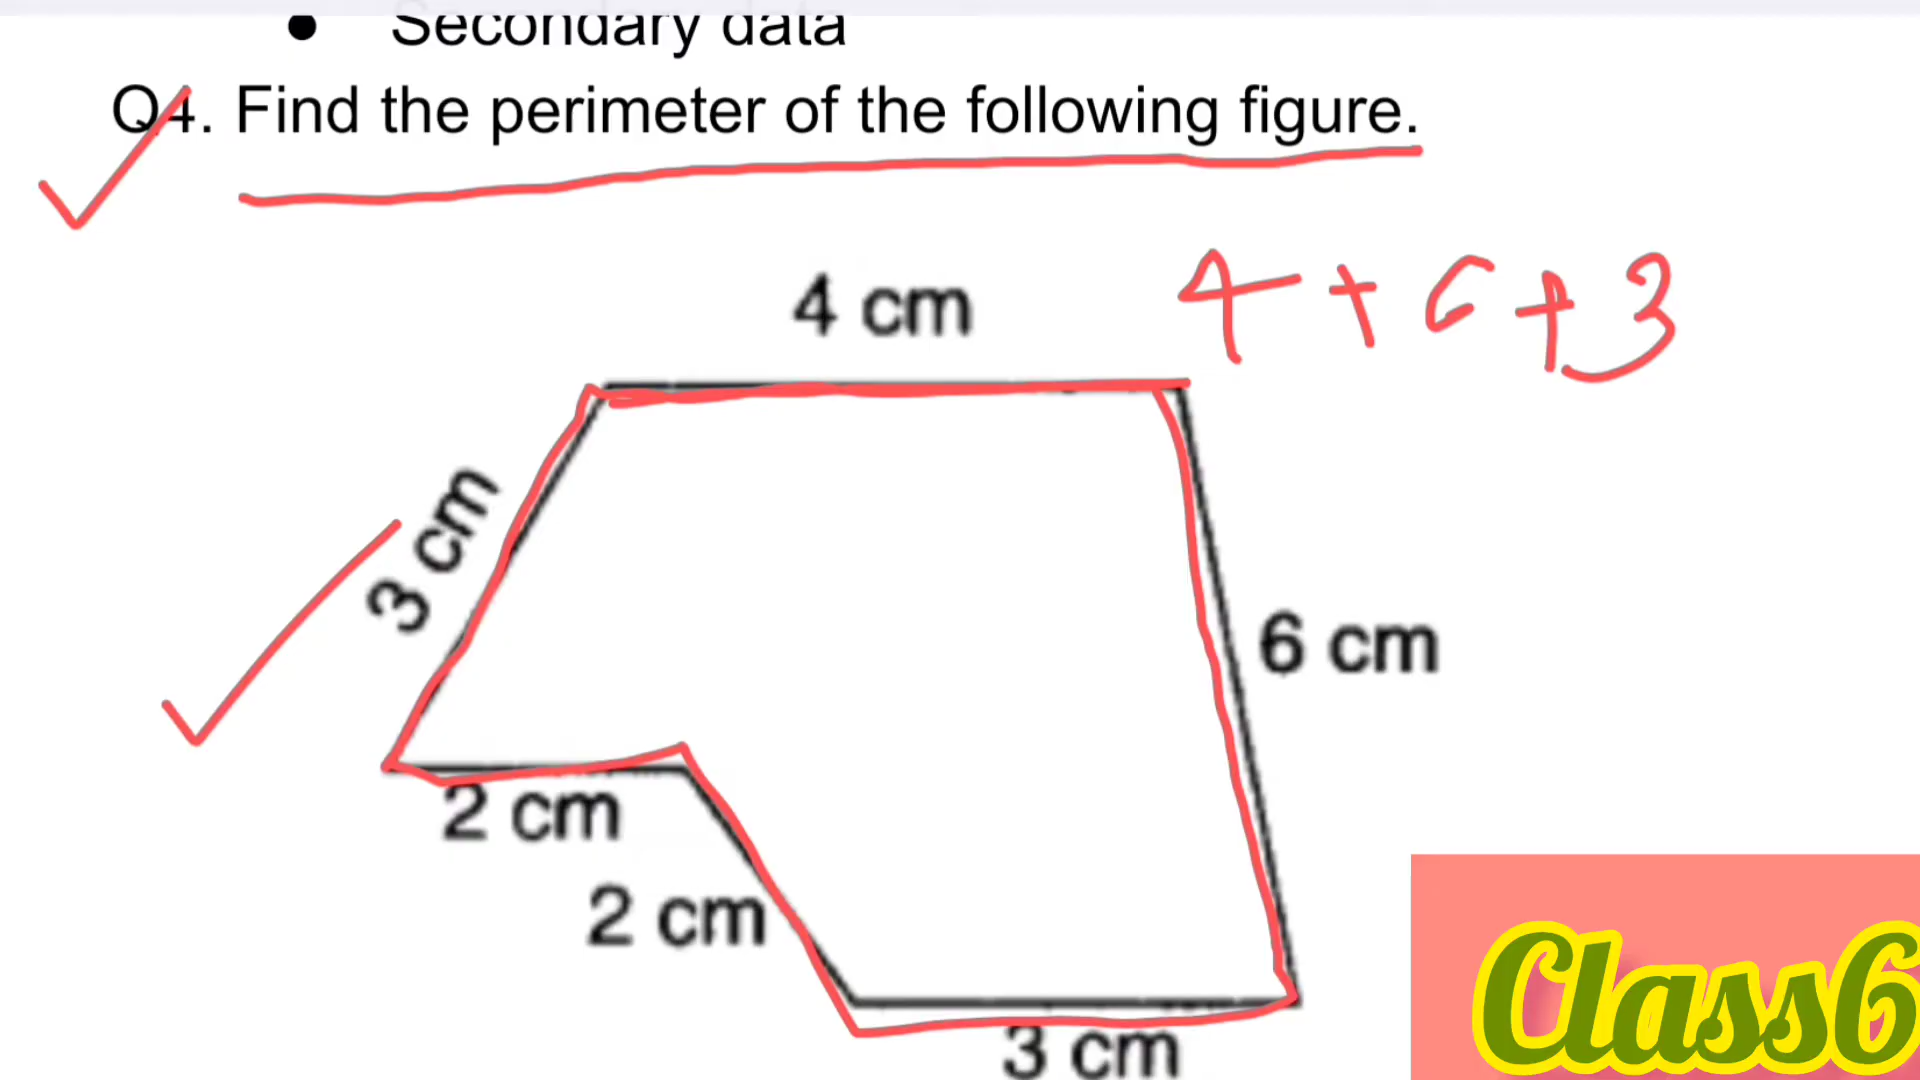 ● Secondary data
Q4. Find the perimeter of the following figure.
4 cm
4 + 6 + 3
3 cm
6 cm
2 cm
2 cm
3 cm
Class6